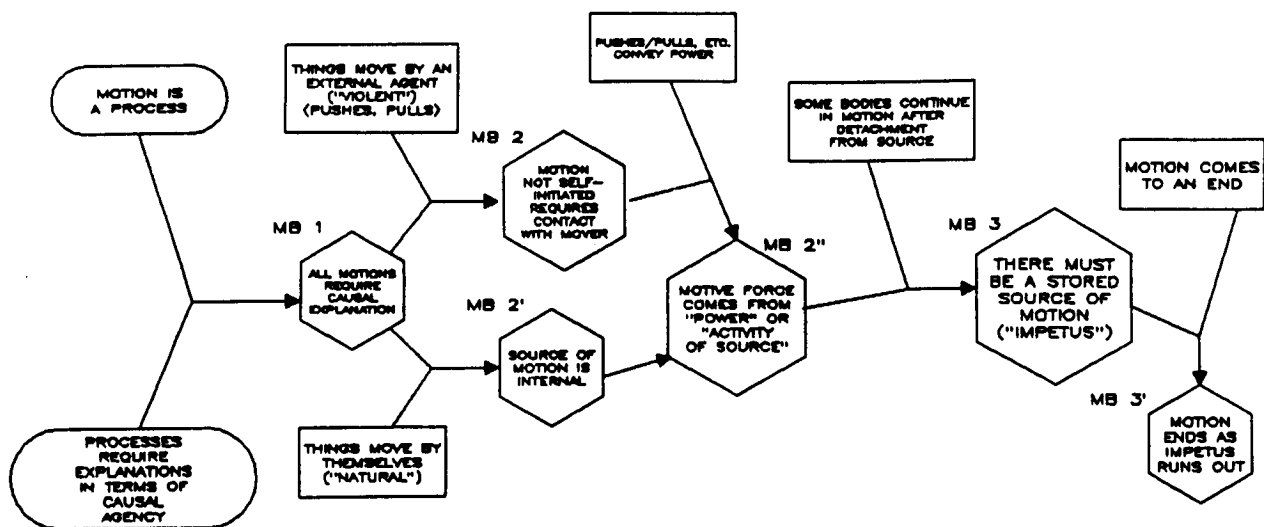 MOTION IS
A PROCESS
PROCESSES
REQUIRE
EXPLANATIONS
IN TERMS OF
CAUSAL
AGENCY
MB 1
ALL MOTIONS
REQUIRE
CAUSAL
EXPLANATION
THINGS MOVE BY AN
EXTERNAL AGENT
("VIOLENT")
(PUSHES, PULLS)
MB 2
MOTION
NOT SELF-
INITIATED
REQUIRES
CONTACT
WITH MOVER
MB 2'
SOURCE OF
MOTION IS
INTERNAL
THINGS MOVE BY
THEMSELVES
("NATURAL")
PUSHES/PULLS, ETC.
CONVEY POWER
MB 2"
MOTIVE FORCE
COMES FROM
"POWER" OR
"ACTIVITY
OF SOURCE"
SOME BODIES CONTINUE
IN MOTION AFTER
DETACHMENT
FROM SOURCE
MB 3
THERE MUST
BE A STORED
SOURCE OF
MOTION
("IMPETUS")
MOTION COMES
TO AN END
MB 3'
MOTION
ENDS AS
IMPETUS
RUNS OUT